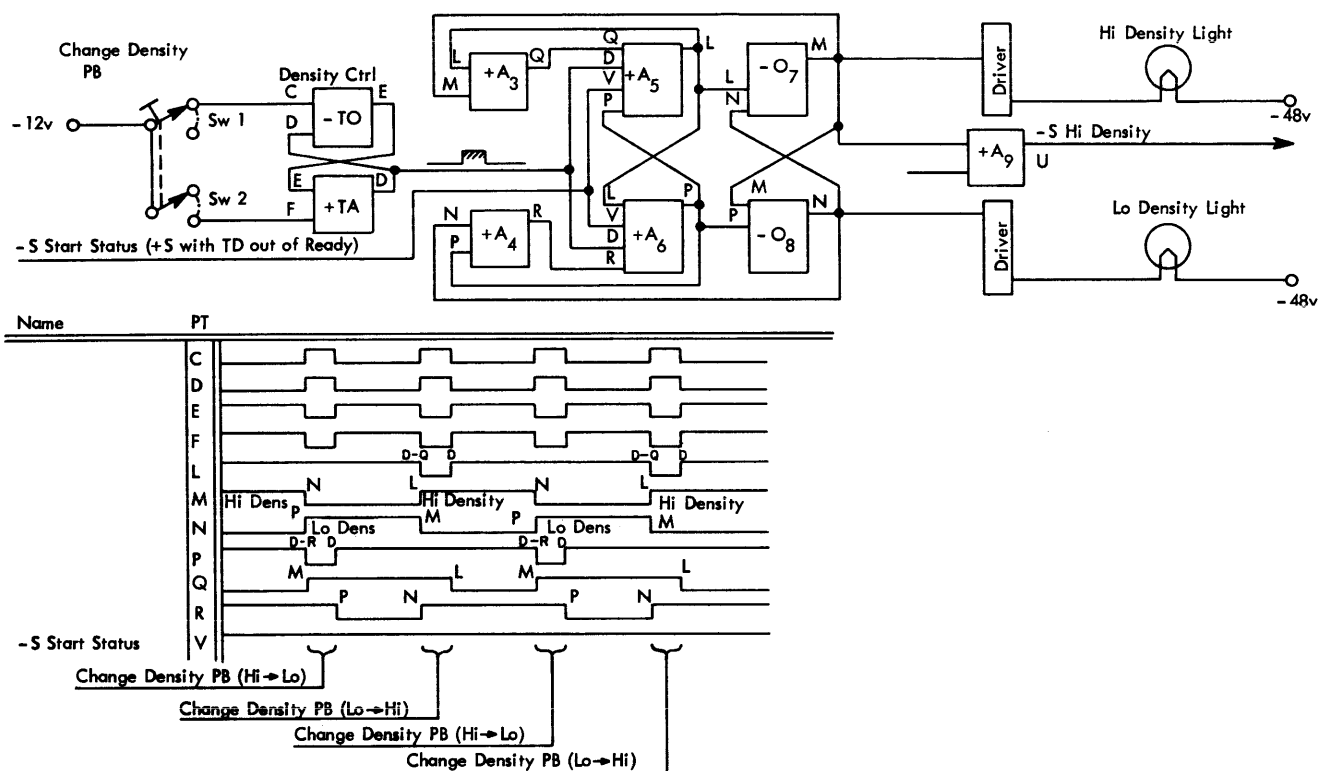 Change Density
PB
-12v
Sw 1
Sw 2
Density Ctrl
C
-TO
E
D
E
+TA
D
F
-S Start Status (+S with TD out of Ready)
L
M
+A3
Q
Q
D
V
P
+A5
L
N
P
+A4
R
L
V
D
R
+A6
P
L
N
-O7
M
M
P
-O8
N
Driver
Hi Density Light
-48v
+A9
-S Hi Density
U
Driver
Lo Density Light
-48v
Name PT
C
D
E
F
D-Q D D-Q D
L
N L N L
M Hi Dens Hi Density Hi Density
P M P M
N Lo Dens Lo Dens
D-R D D-R D
P
M L M L
Q
P N P N
R
-S Start Status V
Change Density PB (Hi→Lo)
Change Density PB (Lo→Hi)
Change Density PB (Hi→Lo)
Change Density PB (Lo→Hi)